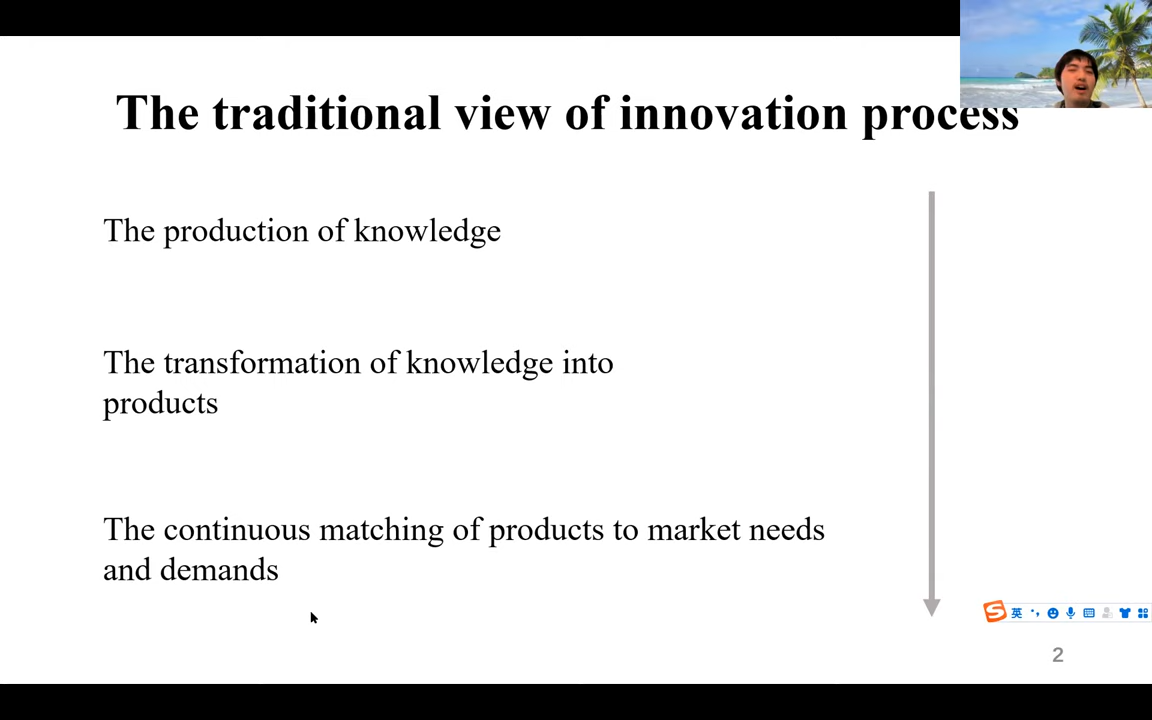 The traditional view of innovation process
The production of knowledge
The transformation of knowledge into
products
The continuous matching of products to market needs
and demands
S 英
2